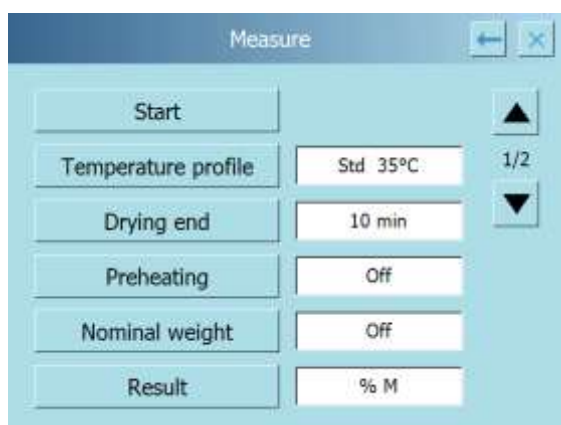 Measure
Start
Temperature profile Std 35°C 1/2
Drying end 10 min
Preheating Off
Nominal weight Off
Result % M